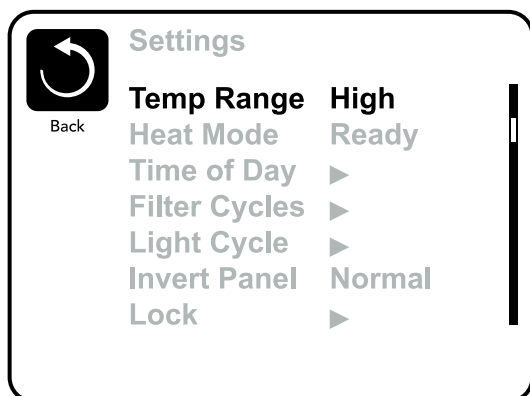 Settings
Back
Temp Range High
Heat Mode Ready
Time of Day ▶
Filter Cycles ▶
Light Cycle ▶
Invert Panel Normal
Lock ▶